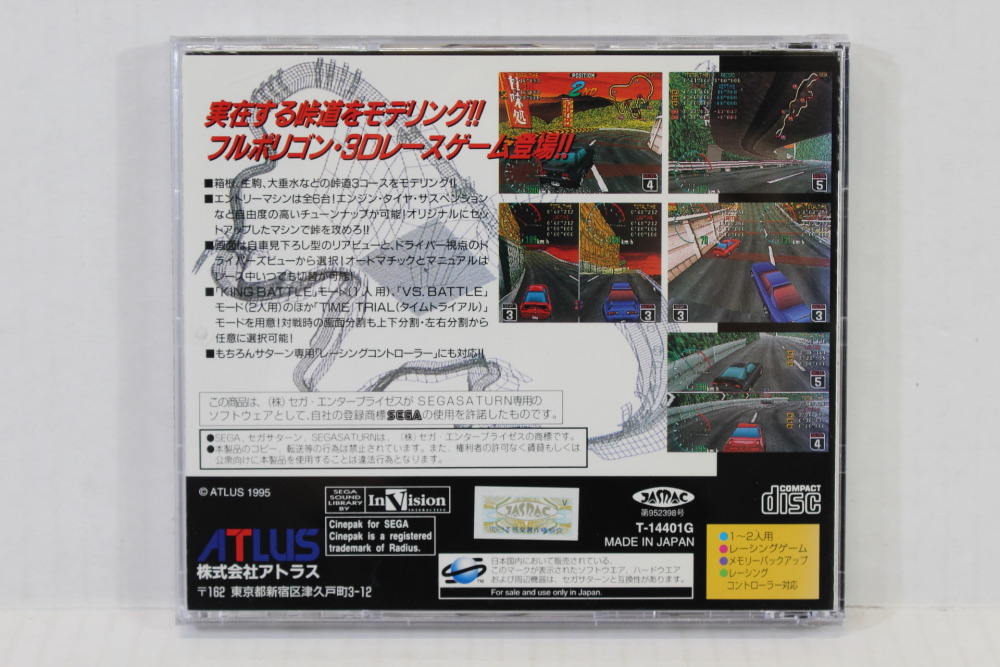 実在する峠道をモデリング!!
フルポリゴン・3Dレースゲーム登場!!
■箱根、生駒、大垂水などの峠道3コースをモデリング!!
■エントリーマシンは全6台!エンジン・タイヤ・サスペンション
など自由度の高いチューンナップが可能!オリジナルにセット
アップしたマシンで峠を攻めろ!!
■画面は自車見下ろし型のリアビューと、ドライバー視点のド
ライバーズビューから選択!オートマチックとマニュアルは
レース中いつでも切替が可能!
■「KING BATTLE」モード(1人用)、「VS. BATTLE」
モード(2人用)のほか「TIME TRIAL(タイムトライアル)」
モードを用意!対戦時の画面分割も上下分割・左右分割から
任意に選択可能!
■もちろんサターン専用「レーシングコントローラー」にも対応!!
この商品は、(株)セガ・エンタープライゼスがSEGASATURN専用の
ソフトウェアとして、自社の登録商標SEGAの使用を許諾したものです。
●SEGA、セガサターン、SEGASATURNは、(株)セガ・エンタープライゼスの商標です。
●本製品のコピー、転送等の行為は禁止されています。また、権利者の許可なく賃貸もしくは
公衆向けに本製品を使用することは違法行為となります。
POSITION
2ND
4
5
3
3
70
3
5
4
© ATLUS 1995
ATLUS
株式会社アトラス
〒162 東京都新宿区津久戸町3-12
SEGA
SOUND
LIBRARY
BY
InVision
INTERACTIVE
Cinepak for SEGA
Cinepak is a registered
trademark of Radius.
V
JASRAC
JASRAC
第952398号
T-14401G
MADE IN JAPAN
COMPACT
disc
日本国内において販売されている、
このマークが表示されたソフトウエア、ハードウエア
および周辺機器は、セガサターンと互換性があります。
TM
For sale and use only in Japan.
●1〜2人用
●レーシングゲーム
●メモリーバックアップ
●レーシング
コントローラー対応